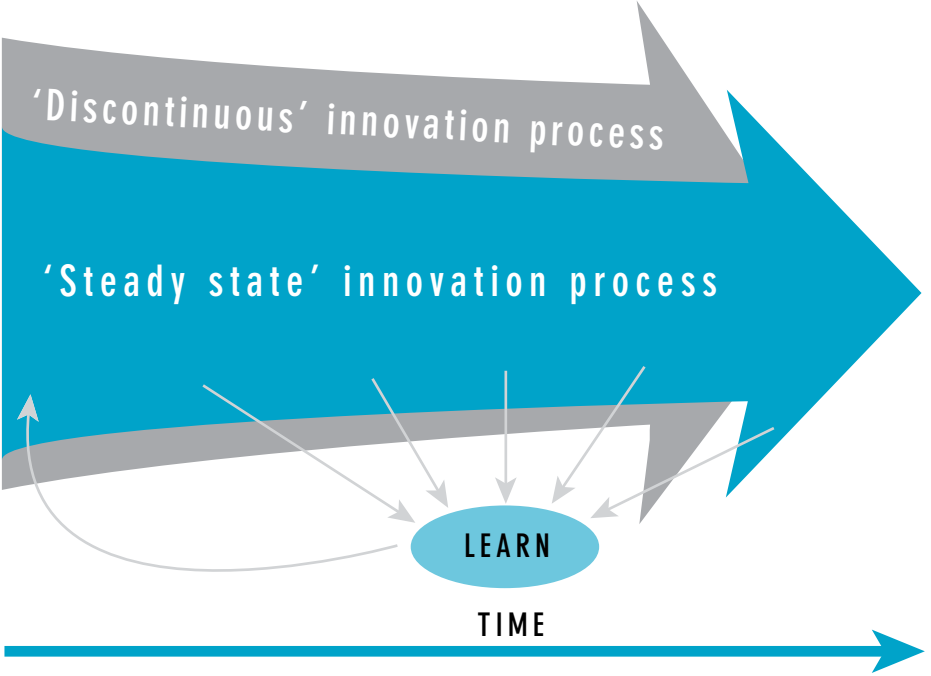 ‘Discontinuous’ innovation process
‘Steady state’ innovation process
LEARN
TIME